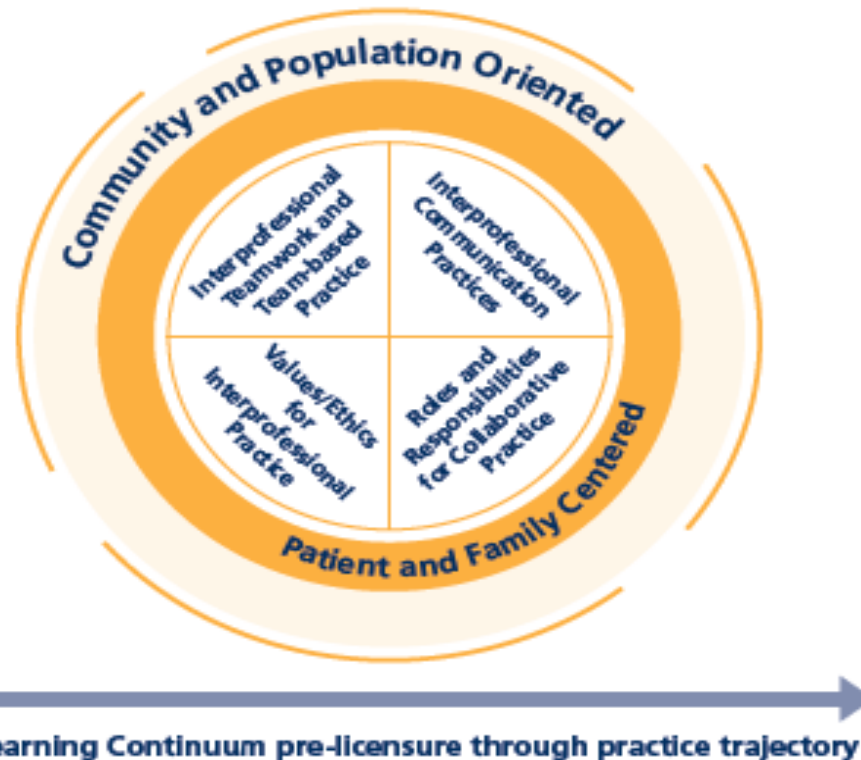 Community and Population Oriented
Interprofessional
Teamwork and
Team-based
Practice
Interprofessional
Communication
Practices
Values/Ethics
for
Interprofessional
Practice
Roles and
Responsibilities
for Collaborative
Practice
Patient and Family Centered
earning Continuum pre-licensure through practice trajectory